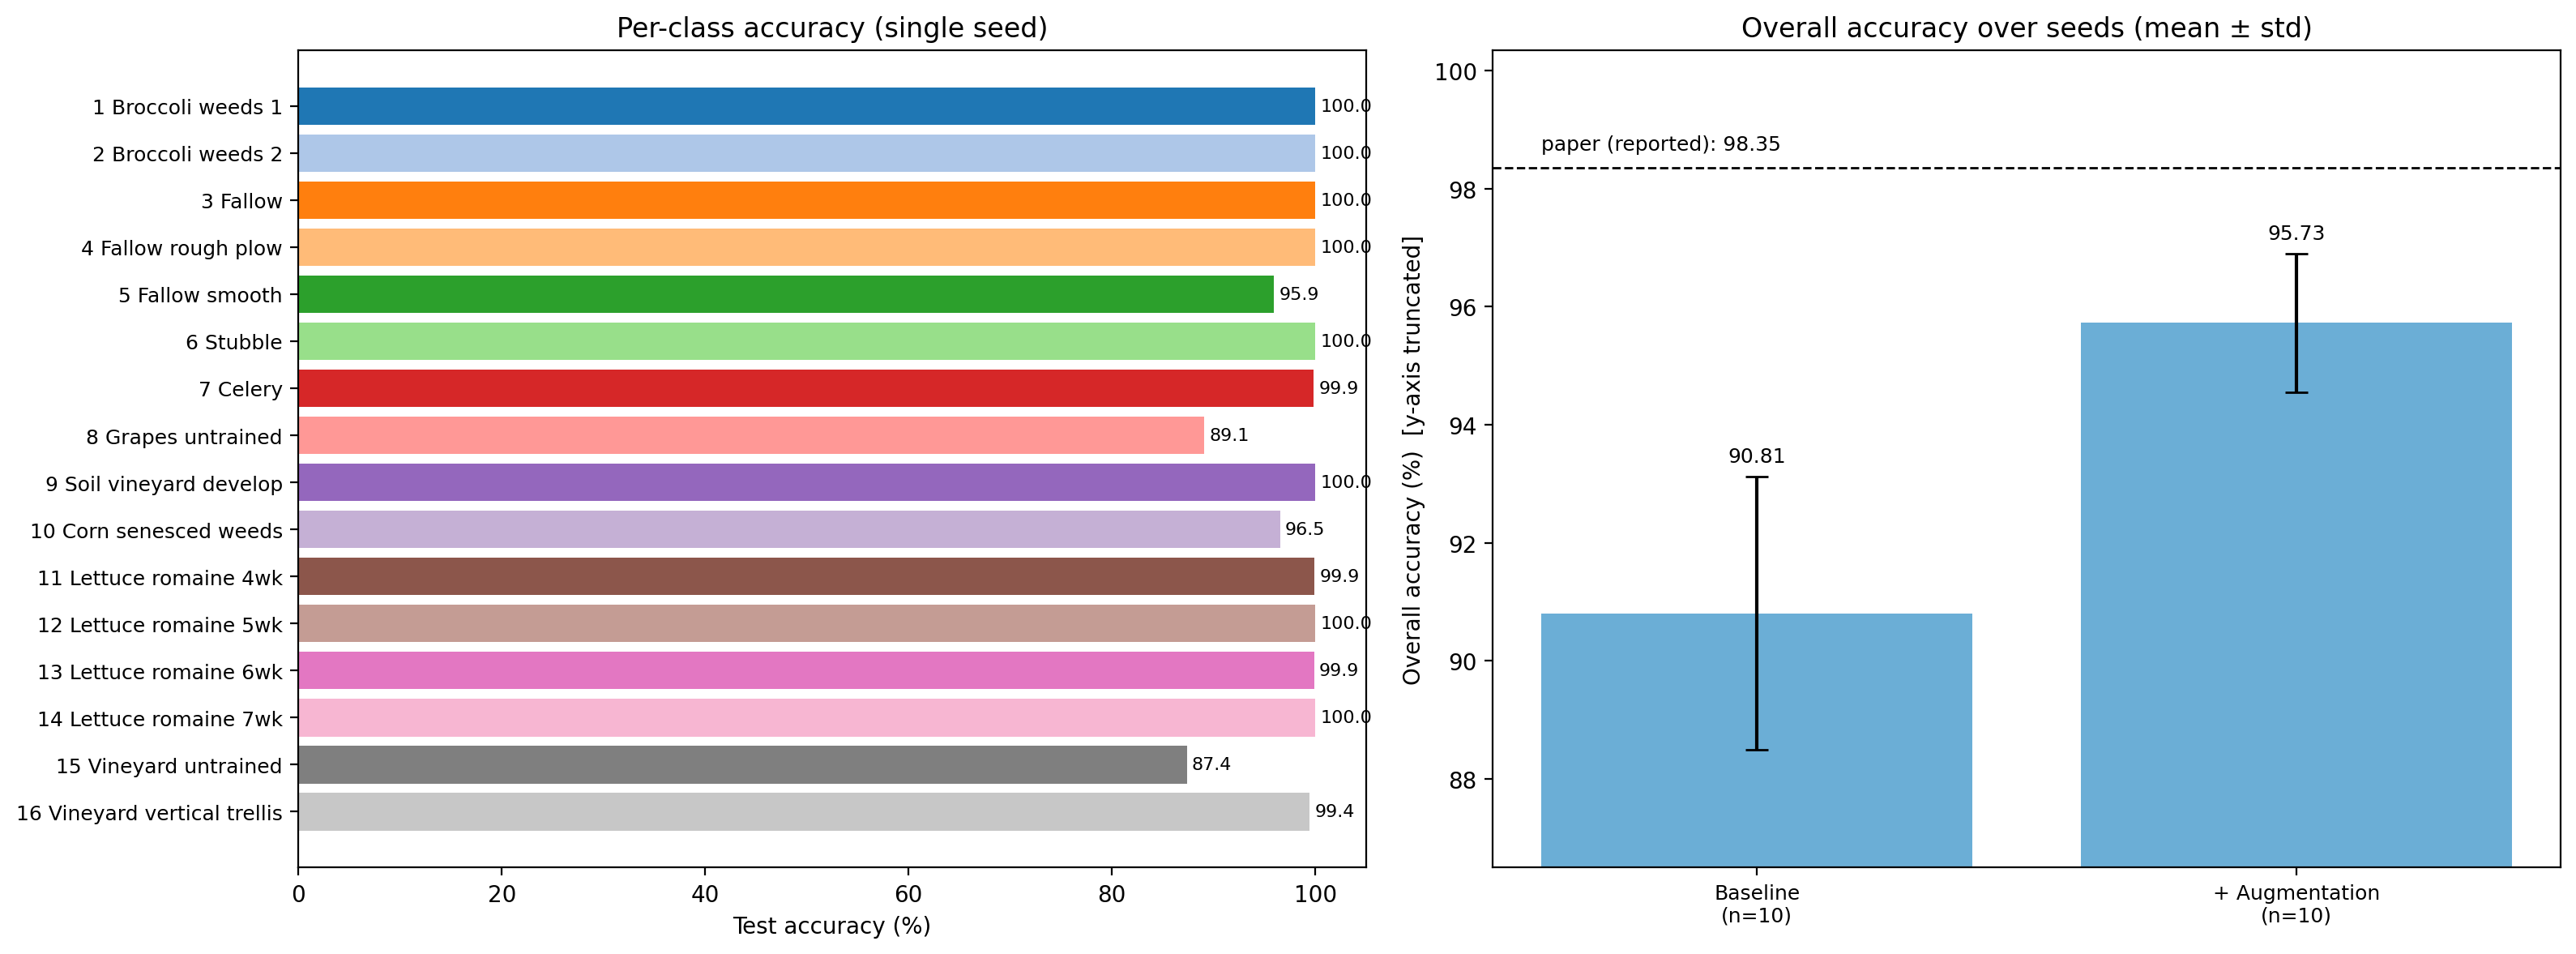 Per-class accuracy (single seed)
1 Broccoli weeds 1
100.0
2 Broccoli weeds 2
100.0
3 Fallow
100.0
4 Fallow rough plow
100.0
5 Fallow smooth
95.9
6 Stubble
100.0
7 Celery
99.9
8 Grapes untrained
89.1
9 Soil vineyard develop
100.0
10 Corn senesced weeds
96.5
11 Lettuce romaine 4wk
99.9
12 Lettuce romaine 5wk
100.0
13 Lettuce romaine 6wk
99.9
14 Lettuce romaine 7wk
100.0
15 Vineyard untrained
87.4
16 Vineyard vertical trellis
99.4
0 20 40 60 80 100
Test accuracy (%)
Overall accuracy over seeds (mean ± std)
Overall accuracy (%)  [y-axis truncated]
100
98
96
94
92
90
88
paper (reported): 98.35
90.81
95.73
Baseline
(n=10)
+ Augmentation
(n=10)